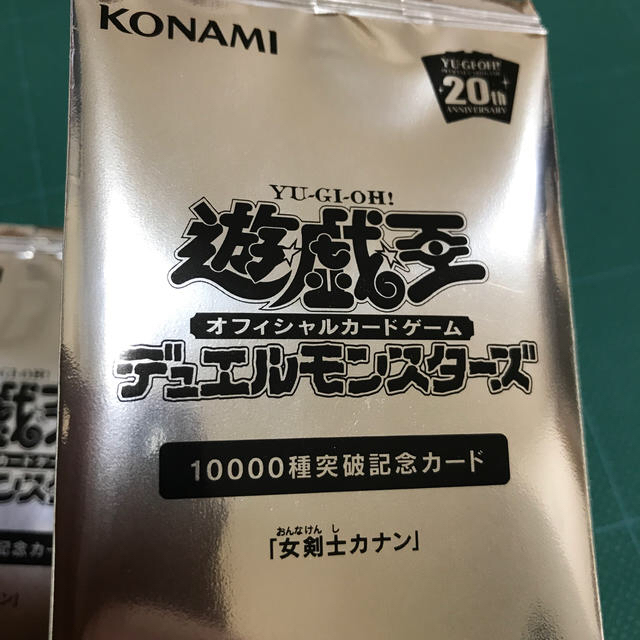 KONAMI
YU-GI-OH!
20th
ANNIVERSARY
YU-GI-OH!
遊戯王
オフィシャルカードゲーム
デュエルモンスターズ
10000種突破記念カード
おんなけんし
「女剣士カナン」
GI-OH!
戯